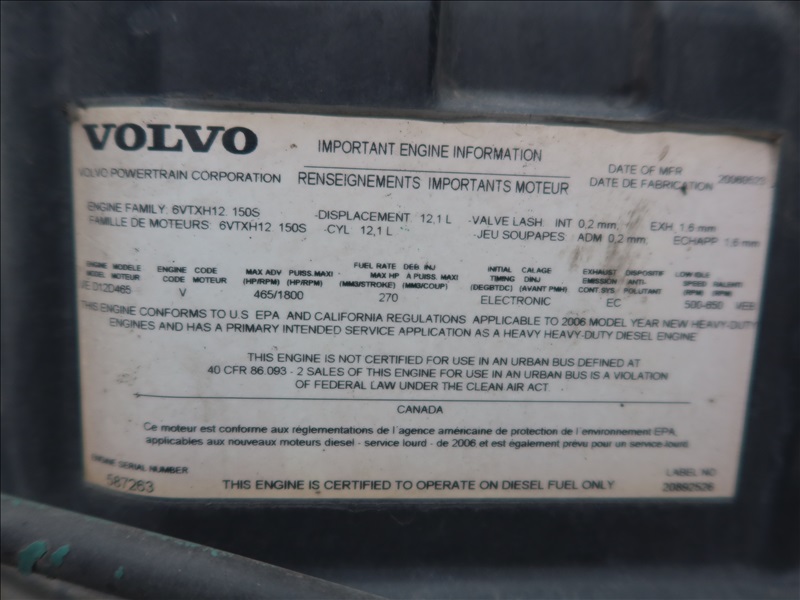 VOLVO
IMPORTANT ENGINE INFORMATION
DATE OF MFR
VOLVO POWERTRAIN CORPORATION
RENSEIGNEMENTS IMPORTANTS MOTEUR
DATE DE FABRICATION
ENGINE FAMILY: 6VTXH12. 150S
DISPLACEMENT 12,1 L
VALVE LASH: INT 0,2 mm, EXH 1,6 mm
FAMILLE DE MOTEURS : 6VTXH12. 150S
CYL 12,1 L
JEU SOUPAPES ADM 0,2 mm, ECHAPP 1,6 mm
ENGINE MODELE ENGINE CODE MAX ADV PUISS.MAXI FUEL RATE DEB. INJ INITIAL CALAGE EXHAUST DISPOSITIF LOW IDLE
MODEL MOTEUR CODE MOTEUR (HP/RPM) (HP/RPM) MAX HP A PUISS. MAXI TIMING DINJ EMISSION ANTI- SPEED
(MM3/STROKE) (MM3/COUP) (DEGBTDC) (AVANT PMH) CONT SYS POLLUTANT
VE D12D465 V 465/1800 270 ELECTRONIC EC 500-650
THIS ENGINE CONFORMS TO U.S EPA AND CALIFORNIA REGULATIONS APPLICABLE TO 2006 MODEL YEAR NEW HEAVY-DUTY
ENGINES AND HAS A PRIMARY INTENDED SERVICE APPLICATION AS A HEAVY HEAVY-DUTY DIESEL ENGINE
THIS ENGINE IS NOT CERTIFIED FOR USE IN AN URBAN BUS DEFINED AT
40 CFR 86.093 - 2 SALES OF THIS ENGINE FOR USE IN AN URBAN BUS IS A VIOLATION
OF FEDERAL LAW UNDER THE CLEAN AIR ACT
CANADA
Ce moteur est conforme aux réglementations de l'agence américaine de protection de l'environnement EPA,
applicables aux nouveaux moteurs diesel - service lourd - de 2006 et est également prévu pour un service-lourd.
ENGINE SERIAL NUMBER
587263
THIS ENGINE IS CERTIFIED TO OPERATE ON DIESEL FUEL ONLY
LABEL NO
20892526